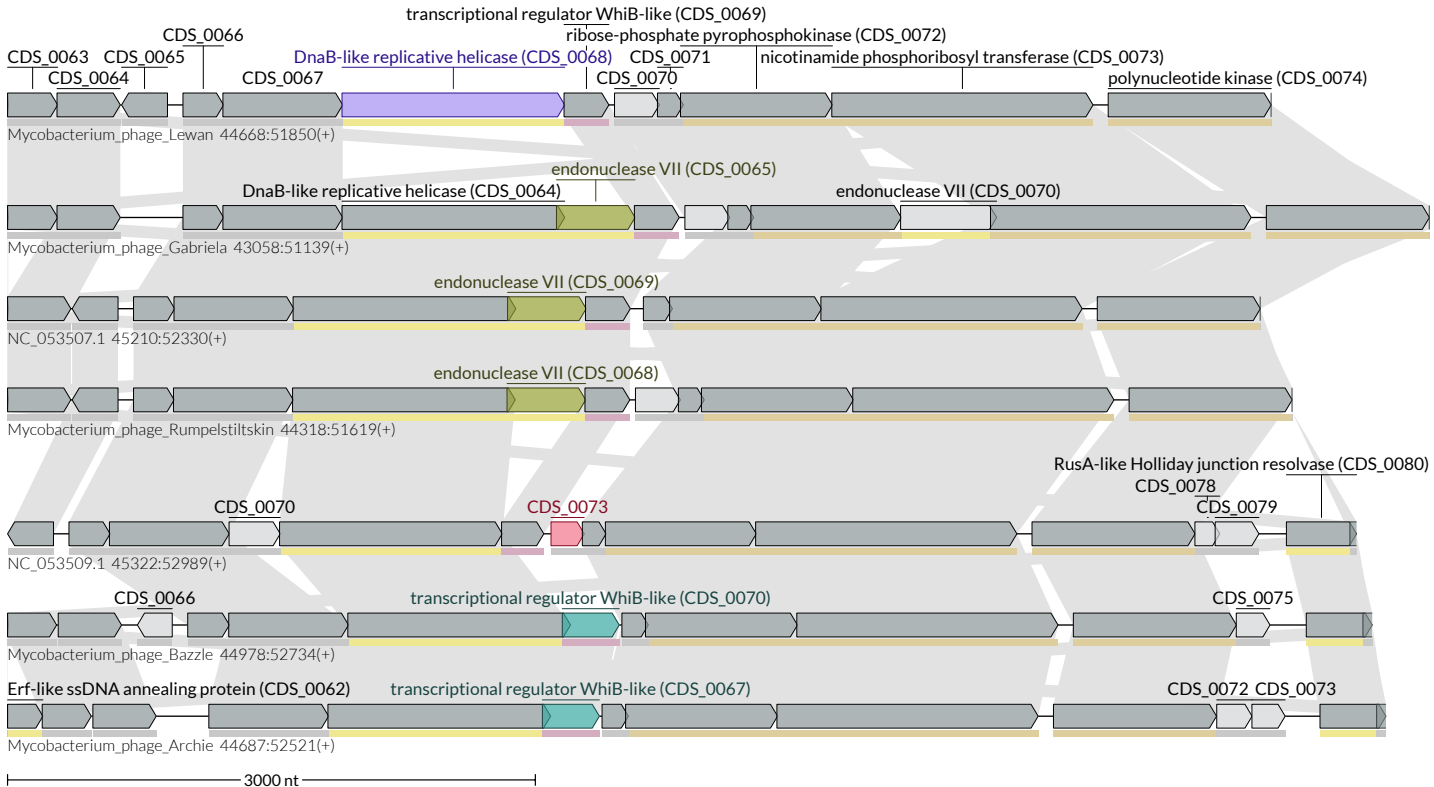 transcriptional regulator WhiB-like (CDS_0069)
CDS_0066 ribose-phosphate pyrophosphokinase (CDS_0072)
CDS_0063 CDS_0065 DnaB-like replicative helicase (CDS_0068) CDS_0071 nicotinamide phosphoribosyl transferase (CDS_0073)
CDS_0064 CDS_0067 CDS_0070 polynucleotide kinase (CDS_0074)
Mycobacterium_phage_Lewan 44668:51850(+)
endonuclease VII (CDS_0065)
DnaB-like replicative helicase (CDS_0064) endonuclease VII (CDS_0070)
Mycobacterium_phage_Gabriela 43058:51139(+)
endonuclease VII (CDS_0069)
NC_053507.1 45210:52330(+)
endonuclease VII (CDS_0068)
Mycobacterium_phage_Rumpelstiltskin 44318:51619(+)
RusA-like Holliday junction resolvase (CDS_0080)
CDS_0078
CDS_0070 CDS_0073 CDS_0079
NC_053509.1 45322:52989(+)
CDS_0066 transcriptional regulator WhiB-like (CDS_0070) CDS_0075
Mycobacterium_phage_Bazzle 44978:52734(+)
Erf-like ssDNA annealing protein (CDS_0062) transcriptional regulator WhiB-like (CDS_0067) CDS_0072 CDS_0073
Mycobacterium_phage_Archie 44687:52521(+)
3000 nt